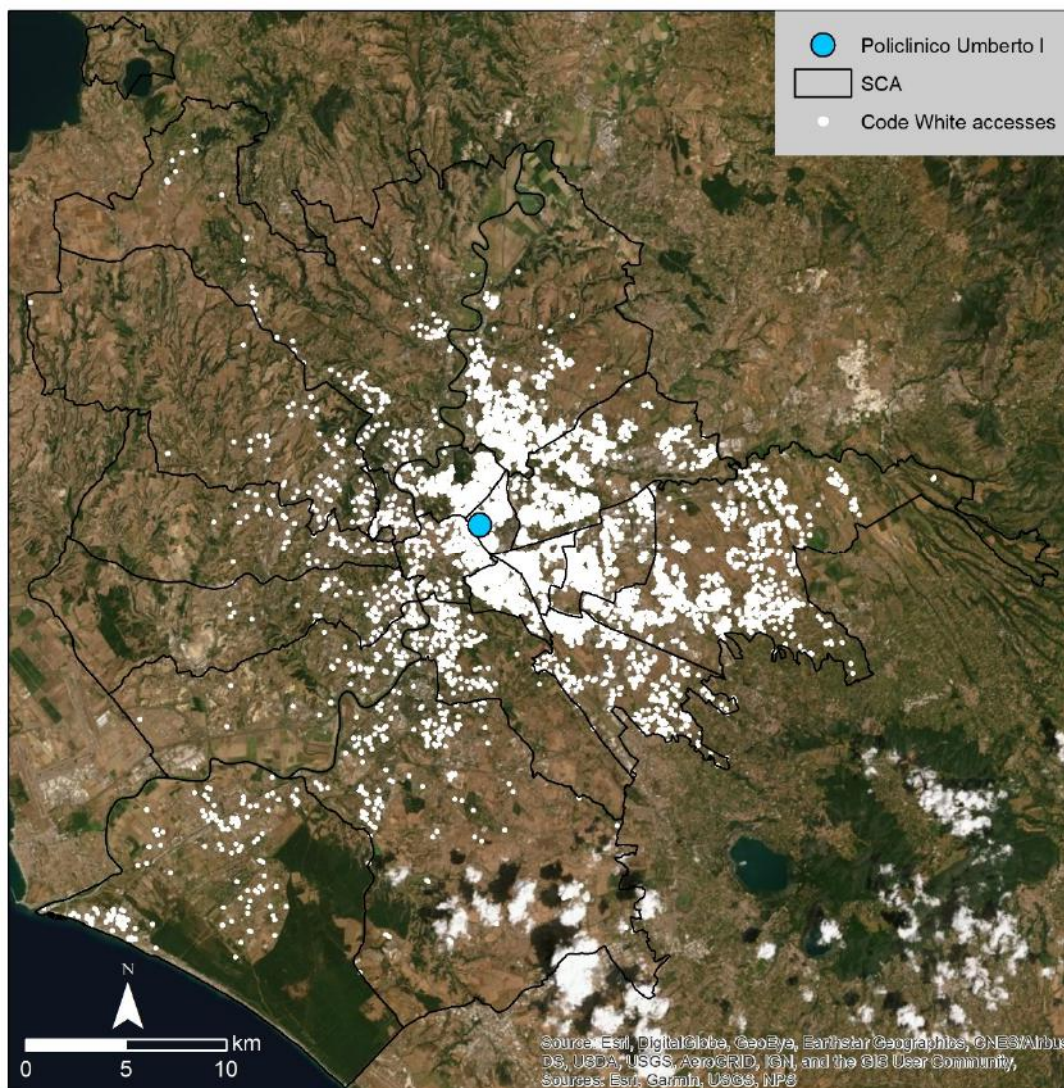 Policlinico Umberto I
SCA
Code White accesses
N
km
0 5 10
Source: Esri, DigitalGlobe, GeoEye, Earthstar Geographics, CNES/Airbus
DS, USDA, USGS, AeroGRID, IGN, and the GIS User Community,
Sources: Esri, Garmin, USGS, NPS